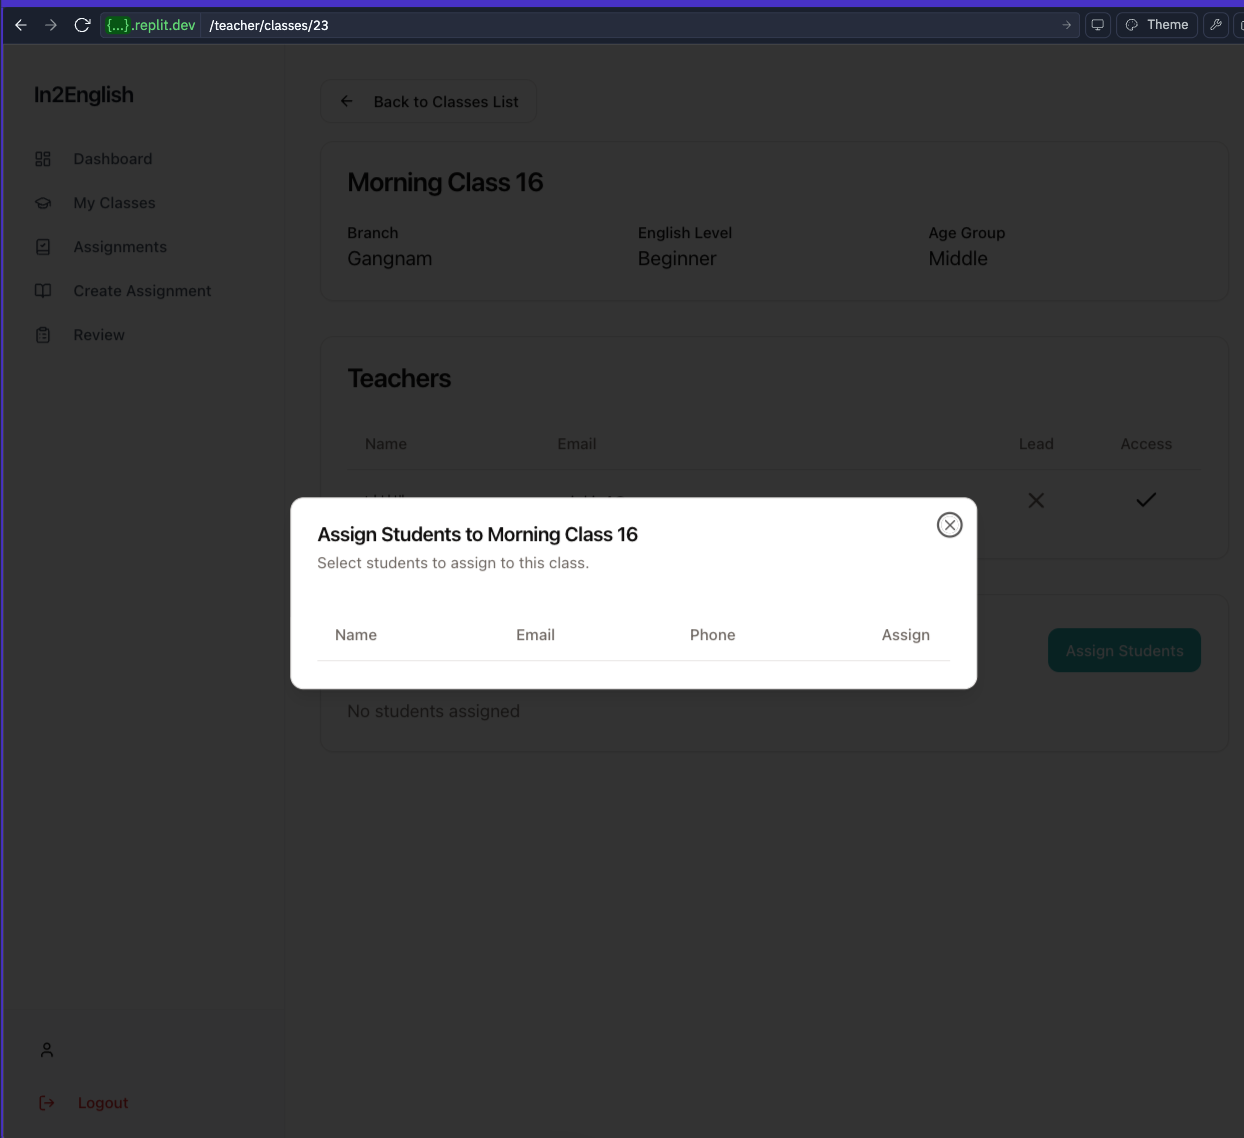 {...}.replit.dev /teacher/classes/23
Theme
In2English
Dashboard
My Classes
Assignments
Create Assignment
Review
Logout
Back to Classes List
Morning Class 16
Branch English Level Age Group
Gangnam Beginner Middle
Teachers
Name Email Lead Access
Assign Students to Morning Class 16
Select students to assign to this class.
Name Email Phone Assign
Assign Students
No students assigned